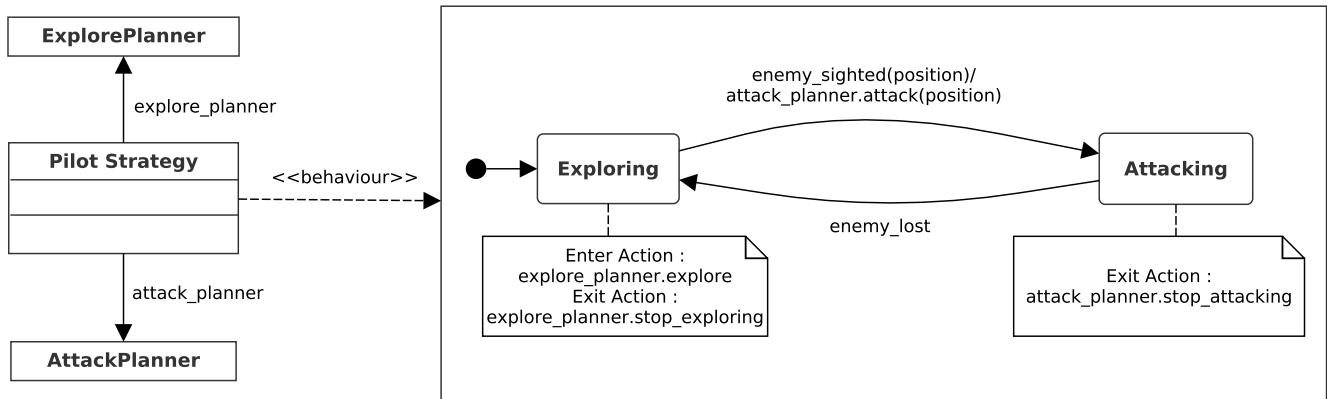 ExplorePlanner
explore_planner
Pilot Strategy
<<behaviour>>
attack_planner
AttackPlanner
enemy_sighted(position)/
attack_planner.attack(position)
Exploring
Attacking
enemy_lost
Enter Action :
explore_planner.explore
Exit Action :
explore_planner.stop_exploring
Exit Action :
attack_planner.stop_attacking